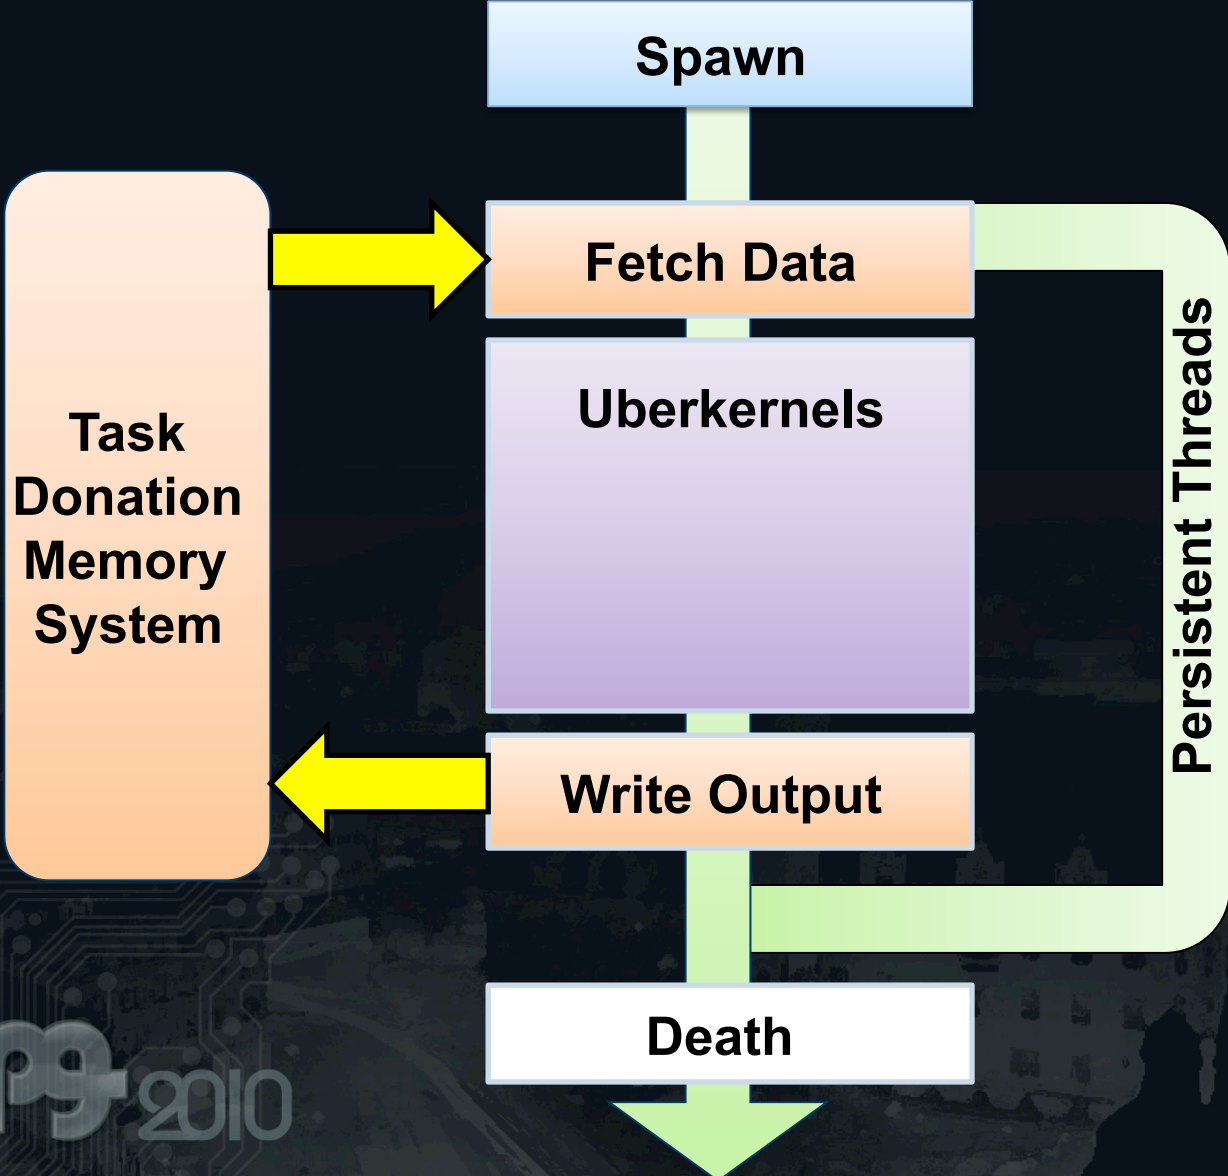 Spawn
Fetch Data
Uberkernels
Task
Donation
Memory
System
Persistent Threads
Write Output
Death
2010